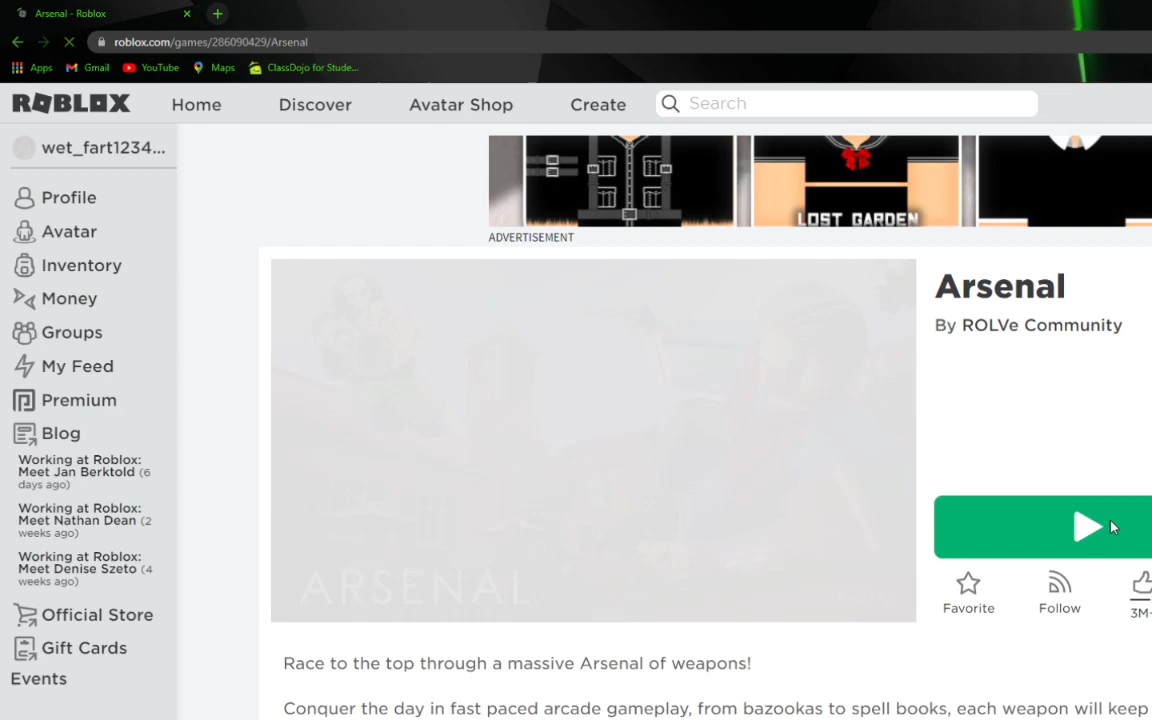 Arsenal - Roblox
roblox.com/games/286090429/Arsenal
Apps Gmail YouTube Maps ClassDojo for Stude...
ROBLOX Home Discover Avatar Shop Create Search
wet_fart1234...
LOST GARDEN
ADVERTISEMENT
Profile
Avatar
Inventory
Money
Groups
My Feed
Premium
Blog
Working at Roblox:
Meet Jan Berktold (6
days ago)
Working at Roblox:
Meet Nathan Dean (2
weeks ago)
Working at Roblox:
Meet Denise Szeto (4
weeks ago)
Official Store
Gift Cards
Events
ARSENAL
Arsenal
By ROLVe Community
Favorite Follow 3M+
Race to the top through a massive Arsenal of weapons!
Conquer the day in fast paced arcade gameplay, from bazookas to spell books, each weapon will keep